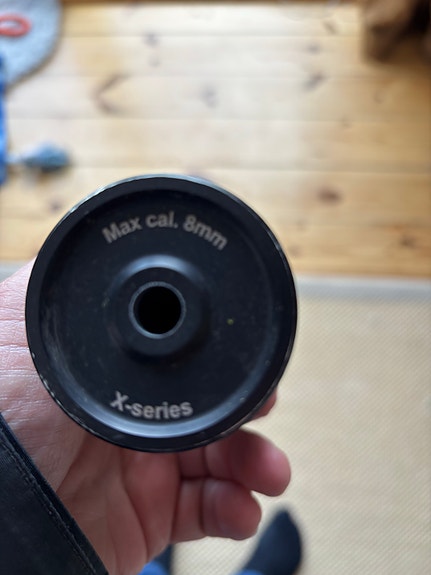 Max cal. 8mm
X-series